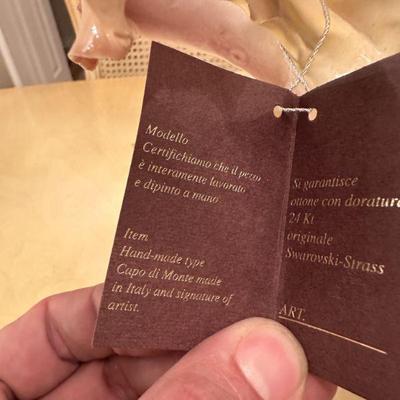 Modello
Certifichiamo che il pezzo
è interamente lavorato
e dipinto a mano
Item
Hand-made type
Capo di Monte made
in Italy and signature of
artist.
Si garantisce
ottone con doratura
24 Kt
originale
Swarovski-Strass
ART.